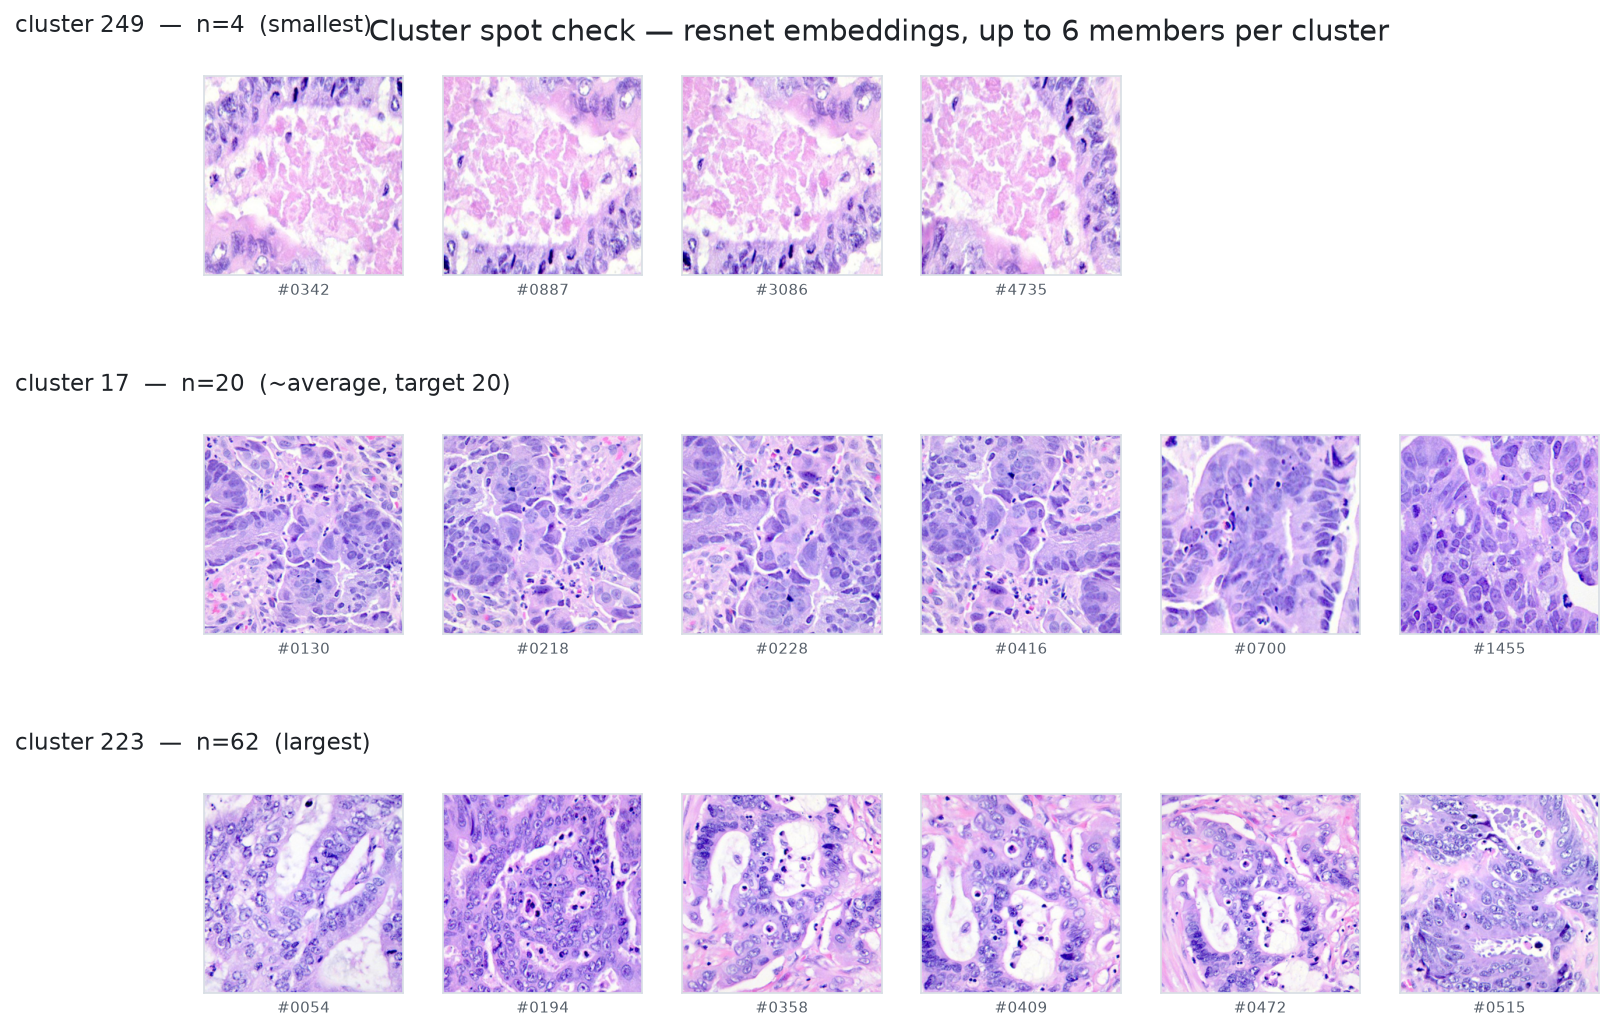 cluster 249 — n=4 (smallest)
Cluster spot check — resnet embeddings, up to 6 members per cluster
#0342 #0887 #3086 #4735
cluster 17 — n=20 (~average, target 20)
#0130 #0218 #0228 #0416 #0700 #1455
cluster 223 — n=62 (largest)
#0054 #0194 #0358 #0409 #0472 #0515